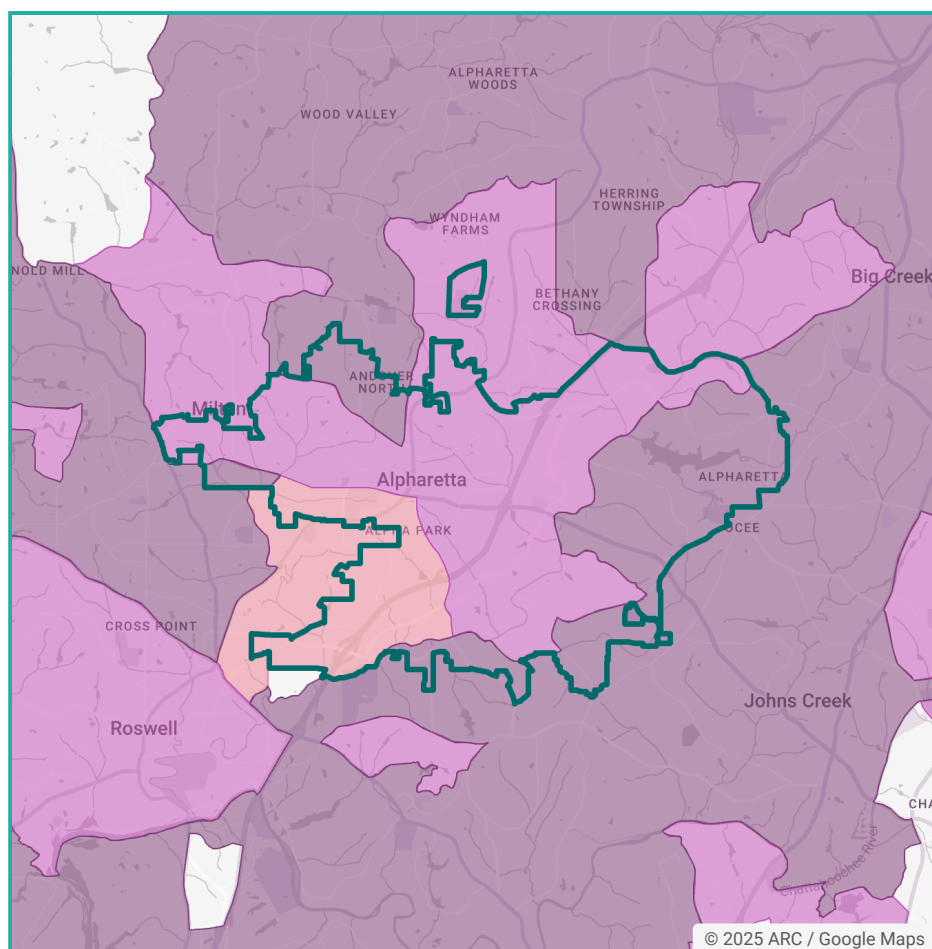 ALPHARETTA
WOODS
WOOD VALLEY
HERRING
TOWNSHIP
WYNDHAM
FARMS
NOLD MILL
Big Creek
BETHANY
CROSSING
ANDOVER
NORTH
Milton
Alpharetta
ALPHARETTA
OCEE
ALPHA PARK
CROSS POINT
Johns Creek
Roswell
CHA
Chattahoochee River
© 2025 ARC / Google Maps